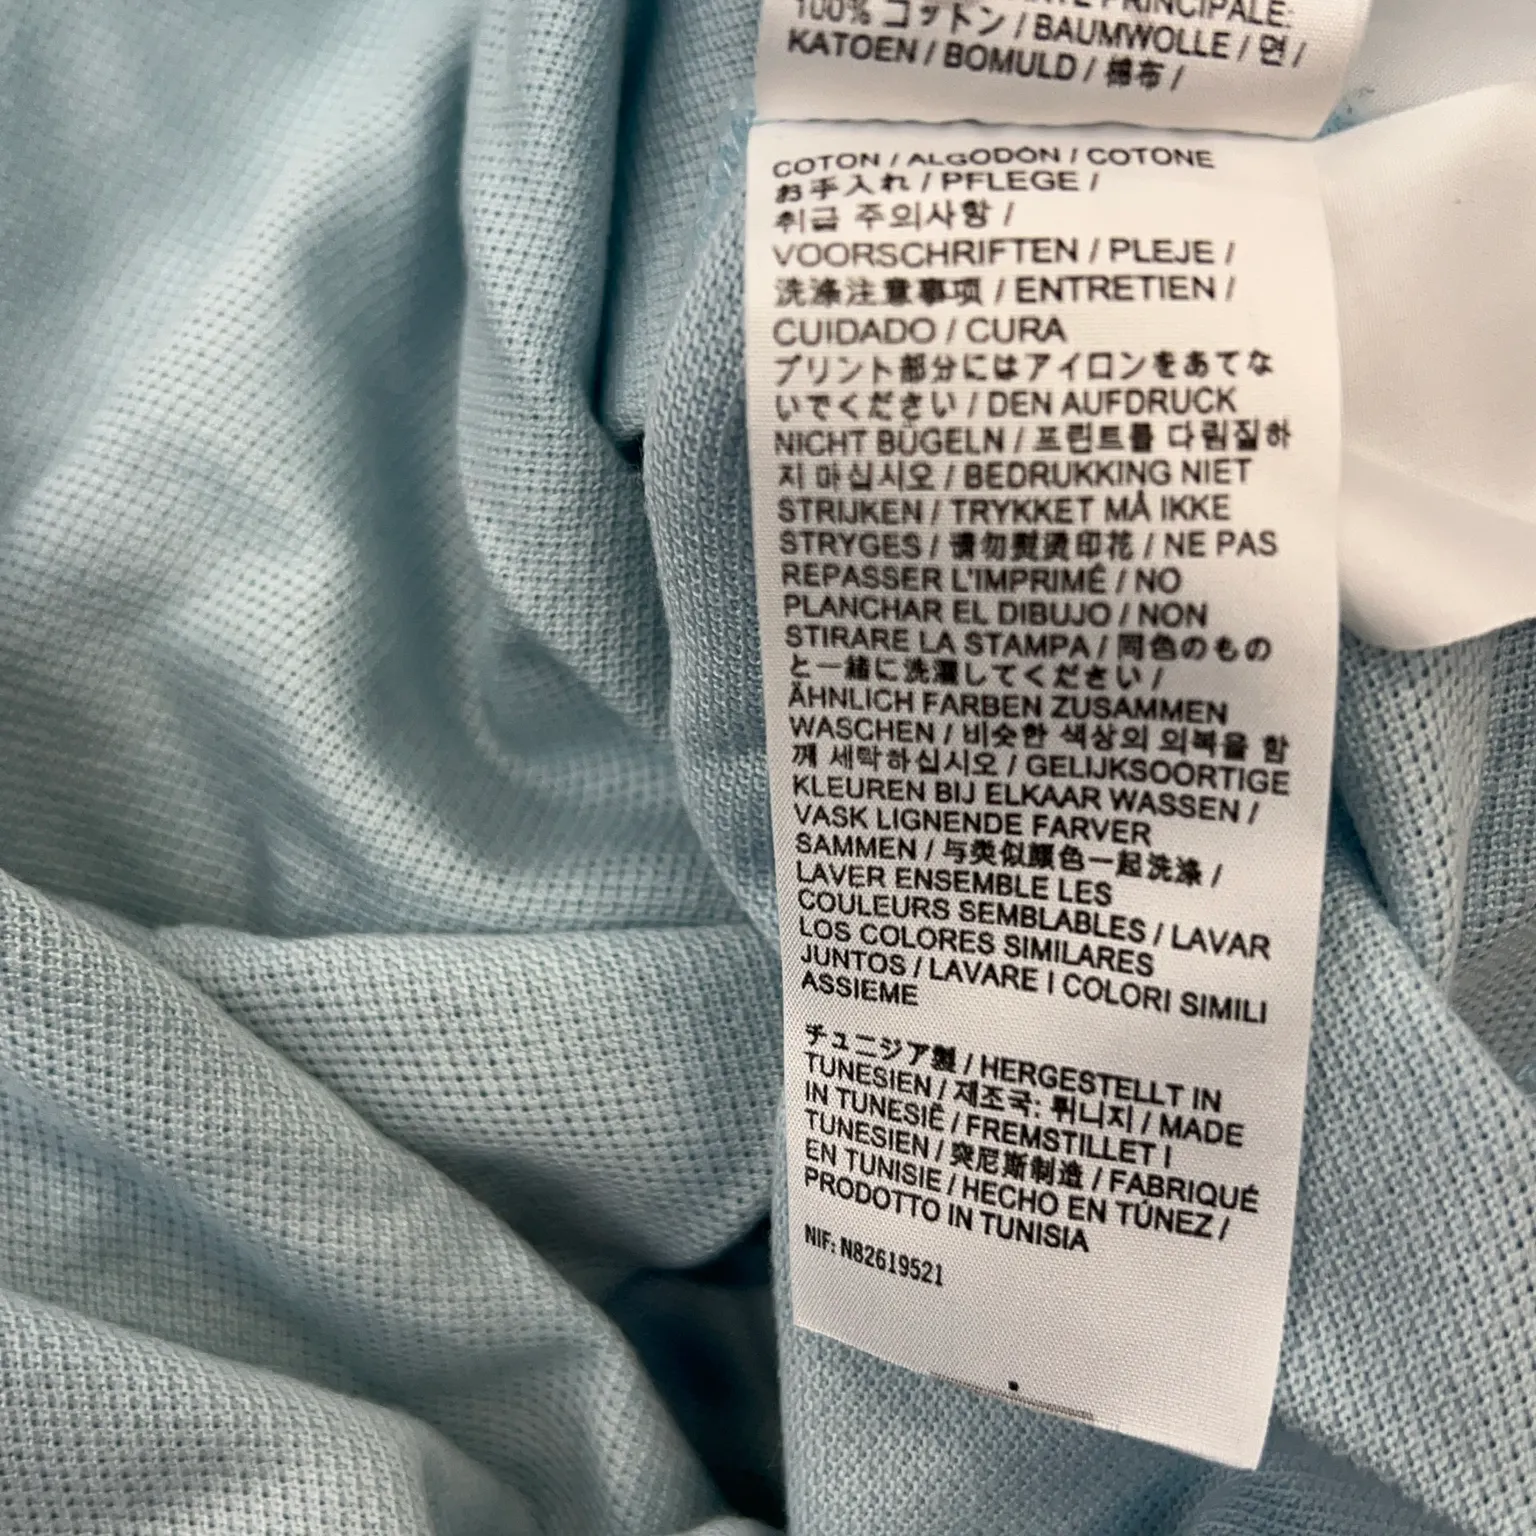 PRINCIPALE:
100% コットン / BAUMWOLLE / 면 /
KATOEN / BOMULD / 棉布 /
COTON / ALGODÓN / COTONE
お手入れ / PFLEGE /
취급 주의사항 /
VOORSCHRIFTEN / PLEJE /
洗涤注意事项 / ENTRETIEN /
CUIDADO / CURA
プリント部分にはアイロンをあてな
いでください / DEN AUFDRUCK
NICHT BÜGELN / 프린트를 다림질하
지 마십시오 / BEDRUKKING NIET
STRIJKEN / TRYKKET MÅ IKKE
STRYGES / 请勿熨烫印花 / NE PAS
REPASSER L'IMPRIMÉ / NO
PLANCHAR EL DIBUJO / NON
STIRARE LA STAMPA / 同色のもの
と一緒に洗濯してください /
ÄHNLICH FARBEN ZUSAMMEN
WASCHEN / 비슷한 색상의 의복을 함
께 세탁하십시오 / GELIJKSOORTIGE
KLEUREN BIJ ELKAAR WASSEN /
VASK LIGNENDE FARVER
SAMMEN / 与类似颜色一起洗涤 /
LAVER ENSEMBLE LES
COULEURS SEMBLABLES / LAVAR
LOS COLORES SIMILARES
JUNTOS / LAVARE I COLORI SIMILI
ASSIEME
チュニジア製 / HERGESTELLT IN
TUNESIEN / 제조국: 튀니지 / MADE
IN TUNESIË / FREMSTILLET I
TUNESIEN / 突尼斯制造 / FABRIQUÉ
EN TUNISIE / HECHO EN TÚNEZ /
PRODOTTO IN TUNISIA
NIF: N82619521